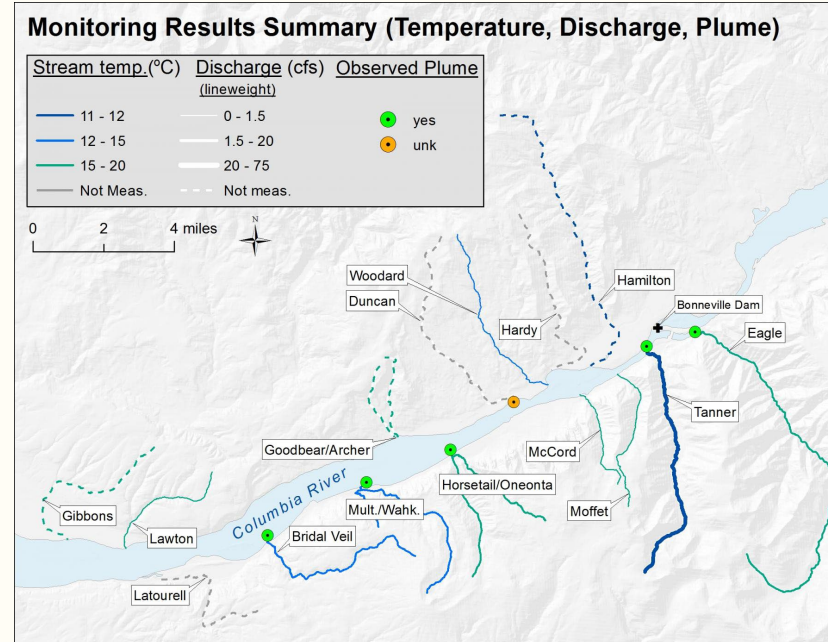 Monitoring Results Summary (Temperature, Discharge, Plume)
Stream temp.(ºC) Discharge (cfs) Observed Plume
(lineweight)
11 - 12 0 - 1.5 yes
12 - 15 1.5 - 20 unk
15 - 20 20 - 75
Not Meas. Not meas.
0 2 4 miles
N
Woodard
Duncan
Hardy
Hamilton
Bonneville Dam
Eagle
Tanner
Goodbear/Archer
McCord
Horsetail/Oneonta
Moffet
Columbia River
Mult./Wahk.
Gibbons
Lawton
Bridal Veil
Latourell